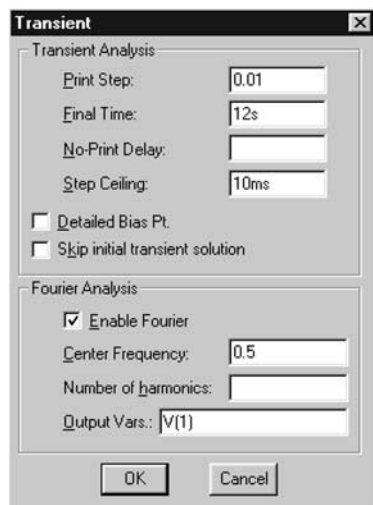 Transient
Transient Analysis
Print Step: 0.01
Final Time: 12s
No-Print Delay:
Step Ceiling: 10ms
Detailed Bias Pt.
Skip initial transient solution
Fourier Analysis
Enable Fourier
Center Frequency: 0.5
Number of harmonics:
Output Vars.: V(1)
OK Cancel